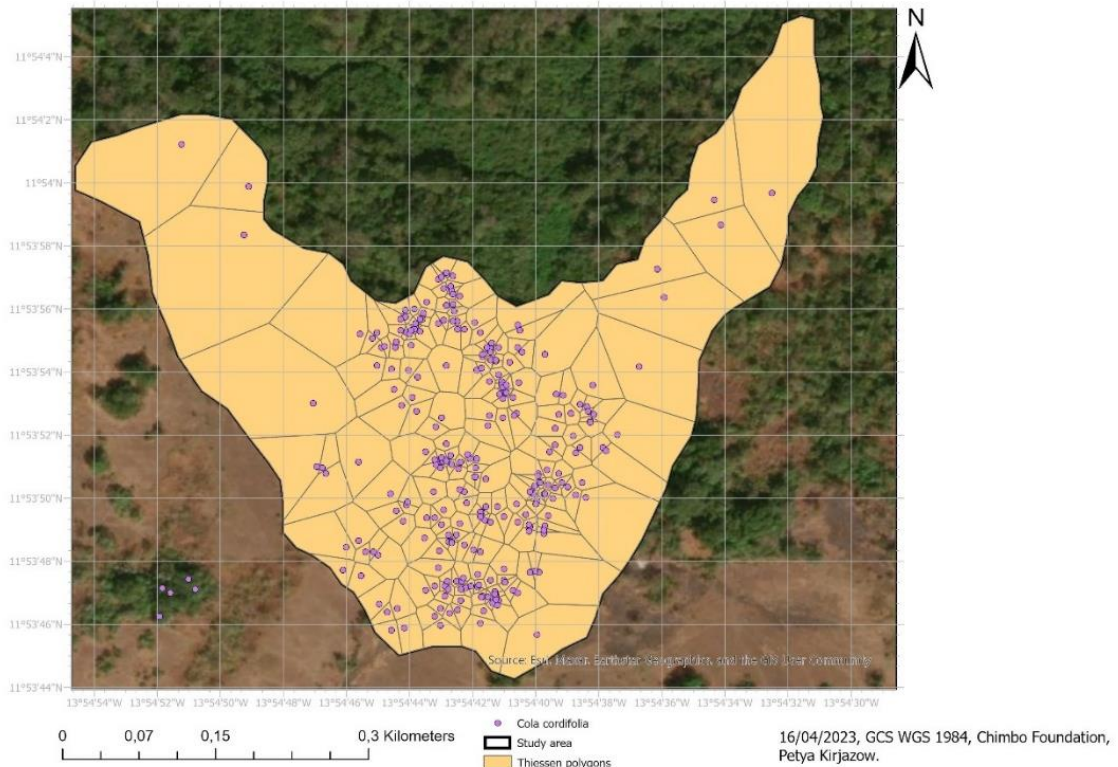 N
11°54'4"N
11°54'2"N
11°54'N
11°53'58"N
11°53'56"N
11°53'54"N
11°53'52"N
11°53'50"N
11°53'48"N
11°53'46"N
11°53'44"N
Source: Esri, Maxar, Earthstar Geographics, and the GIS User Community
13°54'54"W 13°54'52"W 13°54'50"W 13°54'48"W 13°54'46"W 13°54'44"W 13°54'42"W 13°54'40"W 13°54'38"W 13°54'36"W 13°54'34"W 13°54'32"W 13°54'30"W
0 0,07 0,15 0,3 Kilometers
Cola cordifolia
Study area
Thiessen polygons
16/04/2023, GCS WGS 1984, Chimbo Foundation,
Petya Kirjazow.